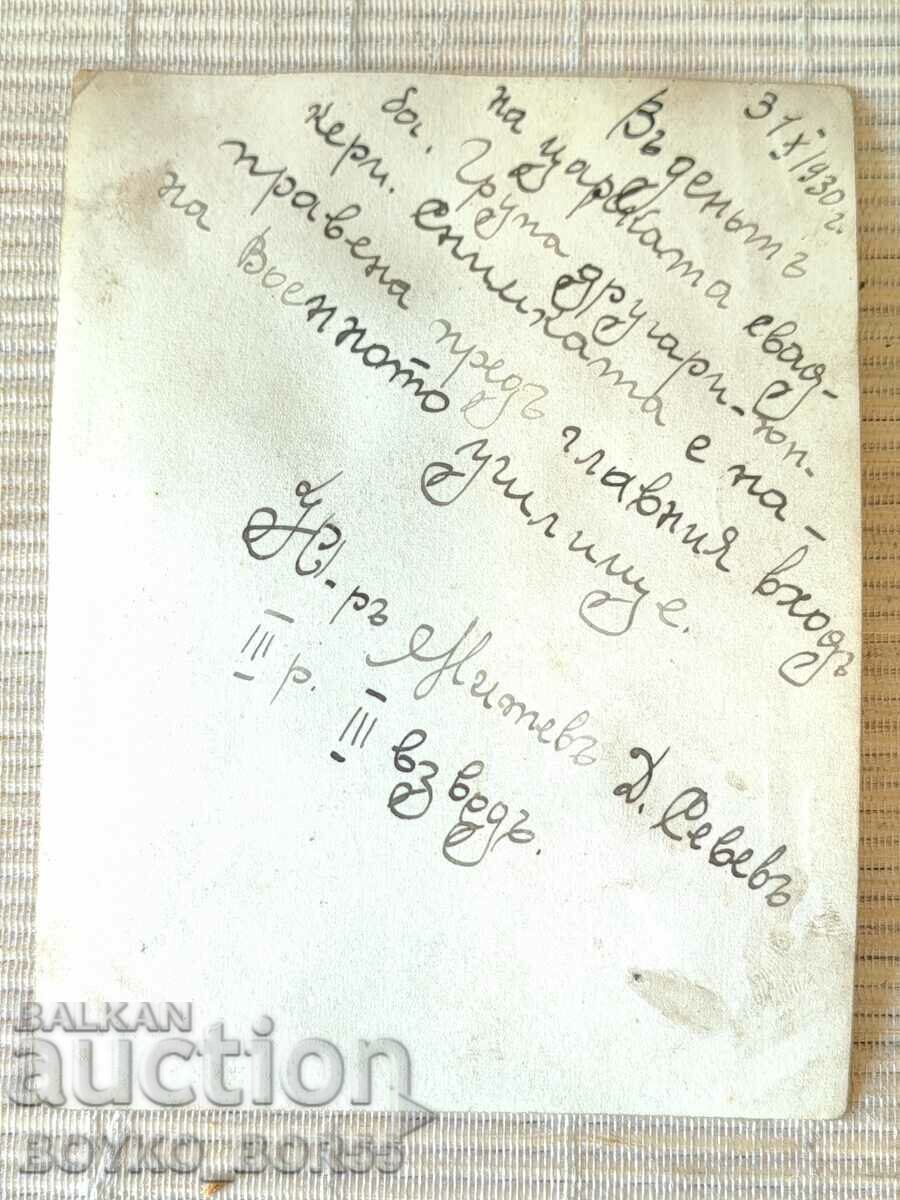 31 X/1930 г.
Въ деньтъ
на царската свад-
ба. Група другари-юн-
кери. Снимката е на-
правена предъ главния входъ
на Военното училище.
Ю-ръ Митевъ Д.
III р. III взводъ.
BALKAN
auction
BOYKO_BOR55